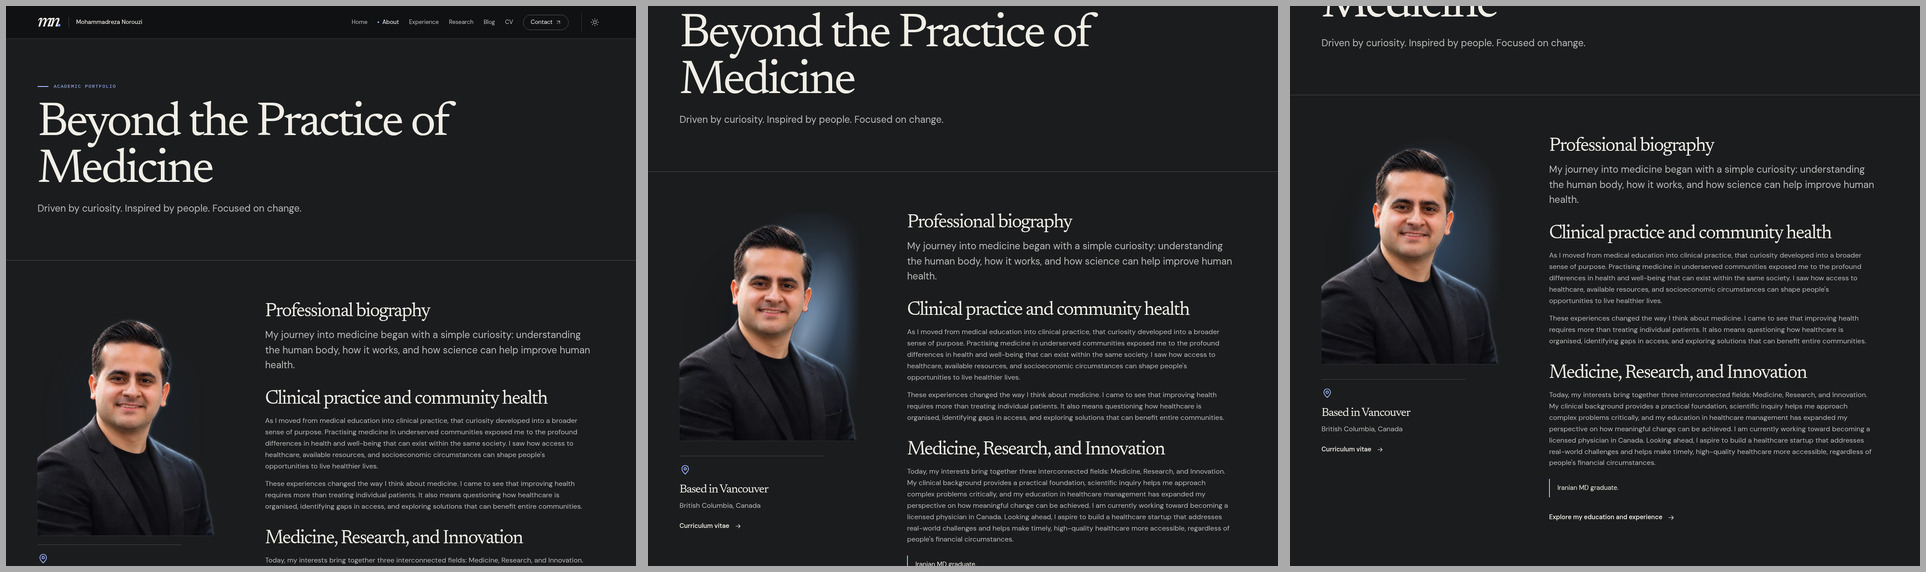 mn.
Mohammadreza Norouzi
Home
About
Experience
Research
Blog
CV
Contact
ACADEMIC PORTFOLIO
Beyond the Practice of
Medicine
Driven by curiosity. Inspired by people. Focused on change.
Professional biography
My journey into medicine began with a simple curiosity: understanding
the human body, how it works, and how science can help improve human
health.
Clinical practice and community health
As I moved from medical education into clinical practice, that curiosity developed into a broader
sense of purpose. Practising medicine in underserved communities exposed me to the profound
differences in health and well-being that can exist within the same society. I saw how access to
healthcare, available resources, and socioeconomic circumstances can shape people's
opportunities to live healthier lives.
These experiences changed the way I think about medicine. I came to see that improving health
requires more than treating individual patients. It also means questioning how healthcare is
organised, identifying gaps in access, and exploring solutions that can benefit entire communities.
Medicine, Research, and Innovation
Today, my interests bring together three interconnected fields: Medicine, Research, and Innovation.
Beyond the Practice of
Medicine
Driven by curiosity. Inspired by people. Focused on change.
Based in Vancouver
British Columbia, Canada
Curriculum vitae
Professional biography
My journey into medicine began with a simple curiosity: understanding
the human body, how it works, and how science can help improve human
health.
Clinical practice and community health
As I moved from medical education into clinical practice, that curiosity developed into a broader
sense of purpose. Practising medicine in underserved communities exposed me to the profound
differences in health and well-being that can exist within the same society. I saw how access to
healthcare, available resources, and socioeconomic circumstances can shape people's
opportunities to live healthier lives.
These experiences changed the way I think about medicine. I came to see that improving health
requires more than treating individual patients. It also means questioning how healthcare is
organised, identifying gaps in access, and exploring solutions that can benefit entire communities.
Medicine, Research, and Innovation
Today, my interests bring together three interconnected fields: Medicine, Research, and Innovation.
My clinical background provides a practical foundation, scientific inquiry helps me approach
complex problems critically, and my education in healthcare management has expanded my
perspective on how meaningful change can be achieved. I am currently working toward becoming a
licensed physician in Canada. Looking ahead, I aspire to build a healthcare startup that addresses
real-world challenges and helps make timely, high-quality healthcare more accessible, regardless of
people's financial circumstances.
Iranian MD graduate.
Medicine
Driven by curiosity. Inspired by people. Focused on change.
Based in Vancouver
British Columbia, Canada
Curriculum vitae
Professional biography
My journey into medicine began with a simple curiosity: understanding
the human body, how it works, and how science can help improve human
health.
Clinical practice and community health
As I moved from medical education into clinical practice, that curiosity developed into a broader
sense of purpose. Practising medicine in underserved communities exposed me to the profound
differences in health and well-being that can exist within the same society. I saw how access to
healthcare, available resources, and socioeconomic circumstances can shape people's
opportunities to live healthier lives.
These experiences changed the way I think about medicine. I came to see that improving health
requires more than treating individual patients. It also means questioning how healthcare is
organised, identifying gaps in access, and exploring solutions that can benefit entire communities.
Medicine, Research, and Innovation
Today, my interests bring together three interconnected fields: Medicine, Research, and Innovation.
My clinical background provides a practical foundation, scientific inquiry helps me approach
complex problems critically, and my education in healthcare management has expanded my
perspective on how meaningful change can be achieved. I am currently working toward becoming a
licensed physician in Canada. Looking ahead, I aspire to build a healthcare startup that addresses
real-world challenges and helps make timely, high-quality healthcare more accessible, regardless of
people's financial circumstances.
Iranian MD graduate.
Explore my education and experience